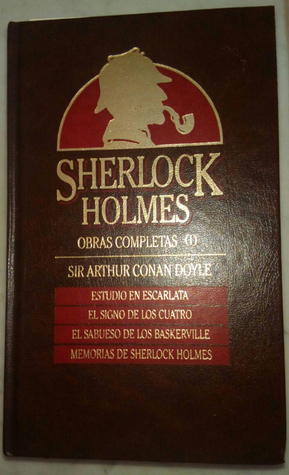 SHERLOCK
HOLMES
OBRAS COMPLETAS (I)
SIR ARTHUR CONAN DOYLE
ESTUDIO EN ESCARLATA
EL SIGNO DE LOS CUATRO
EL SABUESO DE LOS BASKERVILLE
MEMORIAS DE SHERLOCK HOLMES